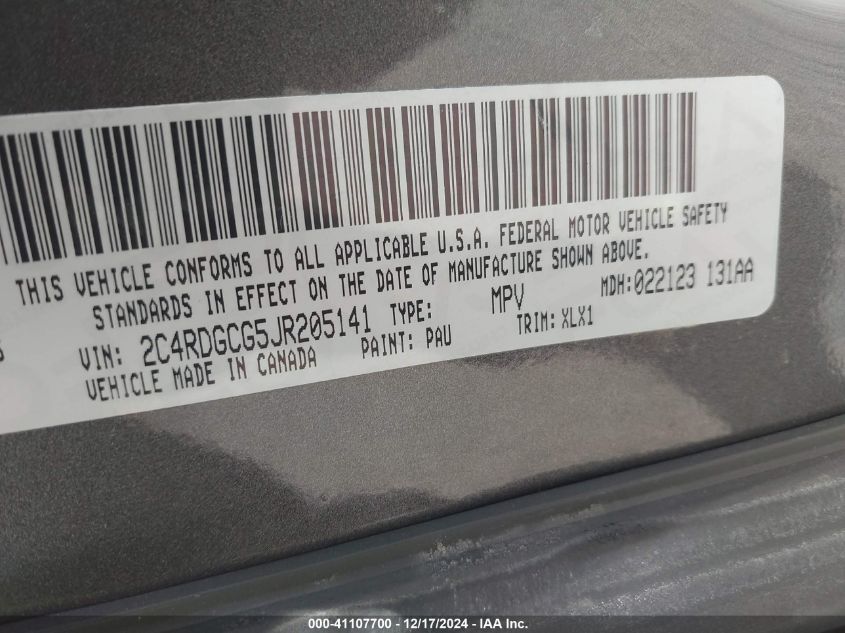 THIS VEHICLE CONFORMS TO ALL APPLICABLE U.S.A. FEDERAL MOTOR VEHICLE SAFETY
STANDARDS IN EFFECT ON THE DATE OF MANUFACTURE SHOWN ABOVE.
VIN: 2C4RDGCG5JR205141 TYPE: MPV MDH:022123 131AA
VEHICLE MADE IN CANADA PAINT: PAU TRIM: XLX1
000-41107700 - 12/17/2024 - IAA Inc.